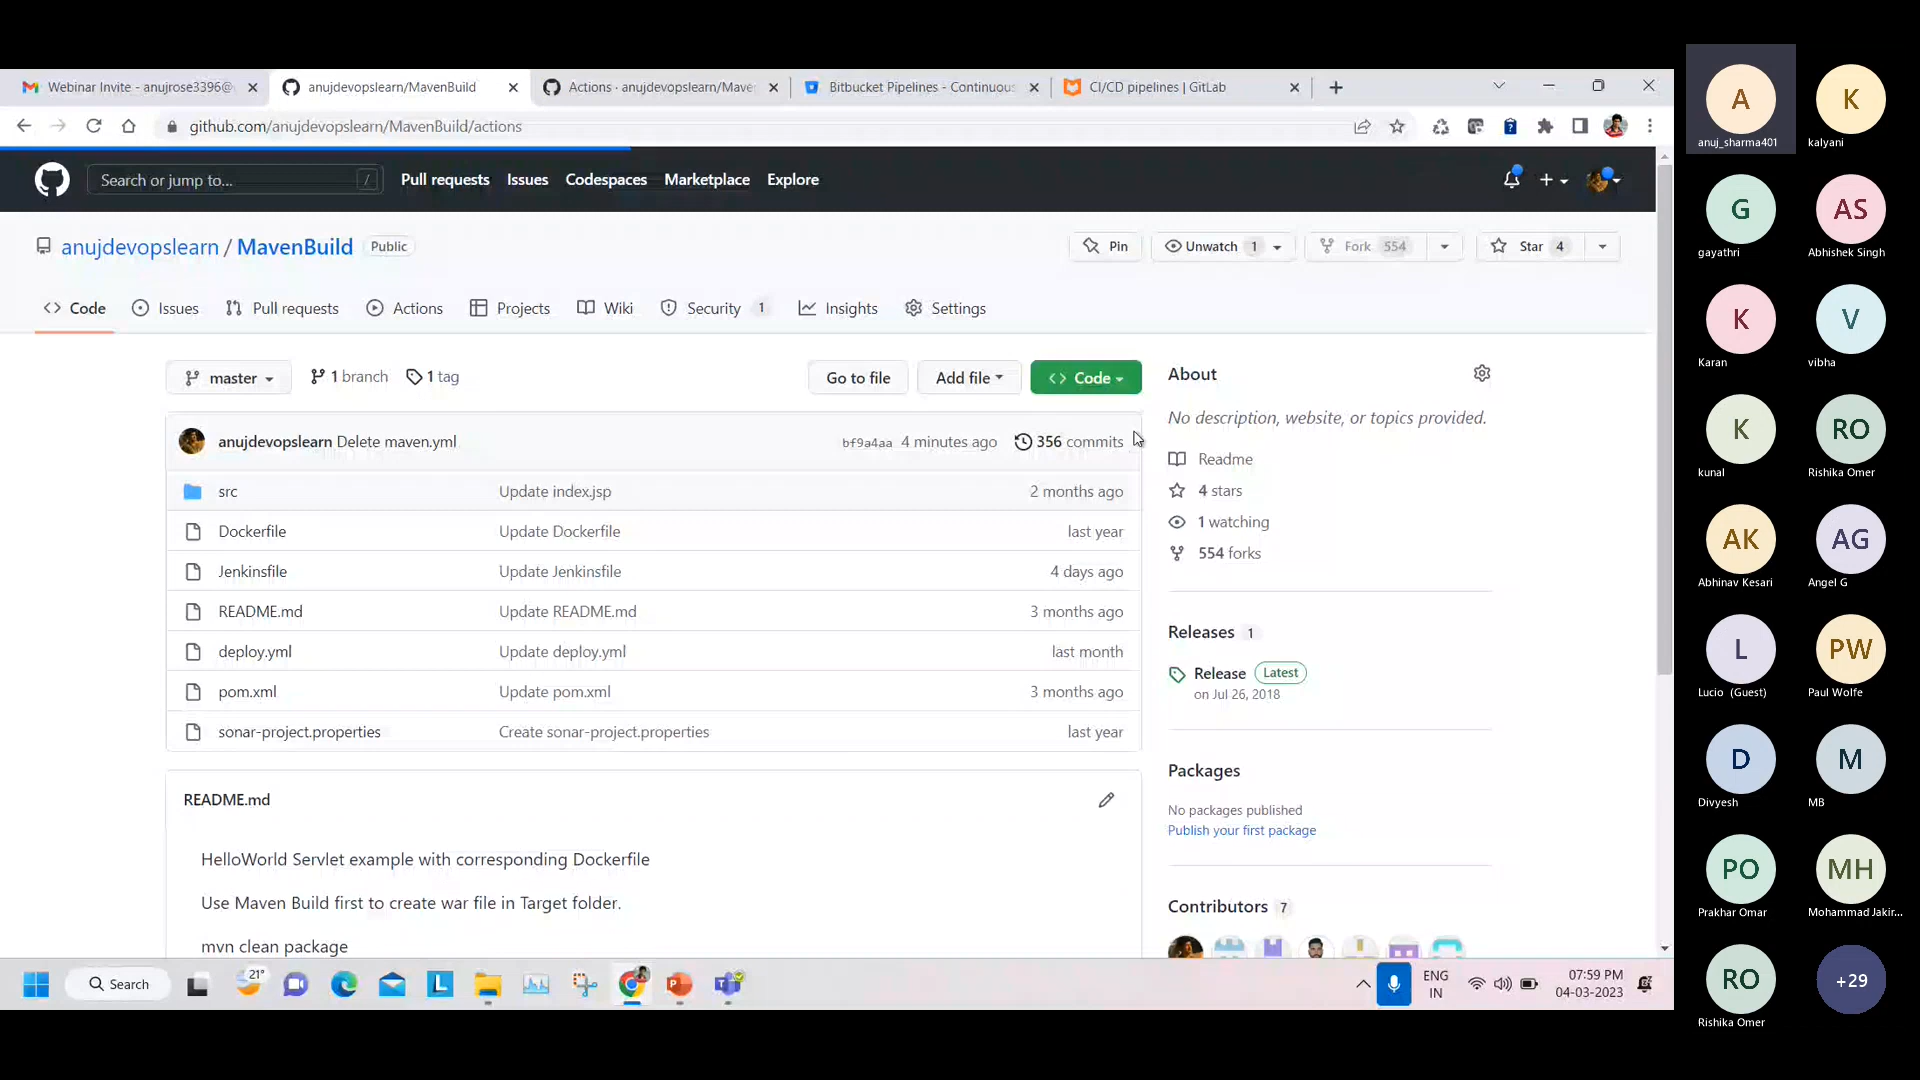 Webinar Invite - anujrose3396@
anujdevopslearn/MavenBuild
Actions · anujdevopslearn/Mave
Bitbucket Pipelines - Continuous
CI/CD pipelines | GitLab
github.com/anujdevopslearn/MavenBuild/actions
Search or jump to... /
Pull requests Issues Codespaces Marketplace Explore
anujdevopslearn / MavenBuild Public
Pin Unwatch 1 Fork 554 Star 4
Code Issues Pull requests Actions Projects Wiki Security 1 Insights Settings
master 1 branch 1 tag Go to file Add file Code
anujdevopslearn Delete maven.yml bf9a4aa 4 minutes ago 356 commits
src Update index.jsp 2 months ago
Dockerfile Update Dockerfile last year
Jenkinsfile Update Jenkinsfile 4 days ago
README.md Update README.md 3 months ago
deploy.yml Update deploy.yml last month
pom.xml Update pom.xml 3 months ago
sonar-project.properties Create sonar-project.properties last year
README.md
HelloWorld Servlet example with corresponding Dockerfile
Use Maven Build first to create war file in Target folder.
mvn clean package
About
No description, website, or topics provided.
Readme
4 stars
1 watching
554 forks
Releases 1
Release Latest
on Jul 26, 2018
Packages
No packages published
Publish your first package
Contributors 7
21°
Search
ENG
IN
07:59 PM
04-03-2023
A K
anuj_sharma401 kalyani
G AS
gayathri Abhishek Singh
K V
Karan vibha
K RO
kunal Rishika Omer
AK AG
Abhinav Kesari Angel G
L PW
Lucio (Guest) Paul Wolfe
D M
Divyesh MB
PO MH
Prakhar Omar Mohammad Jakir...
RO +29
Rishika Omer